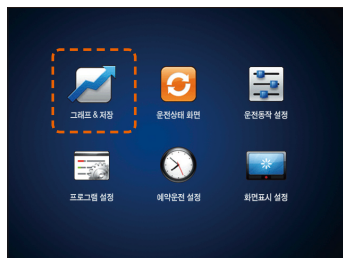 그래프 & 저장
운전상태 화면
운전동작 설정
프로그램 설정
예약운전 설정
화면표시 설정